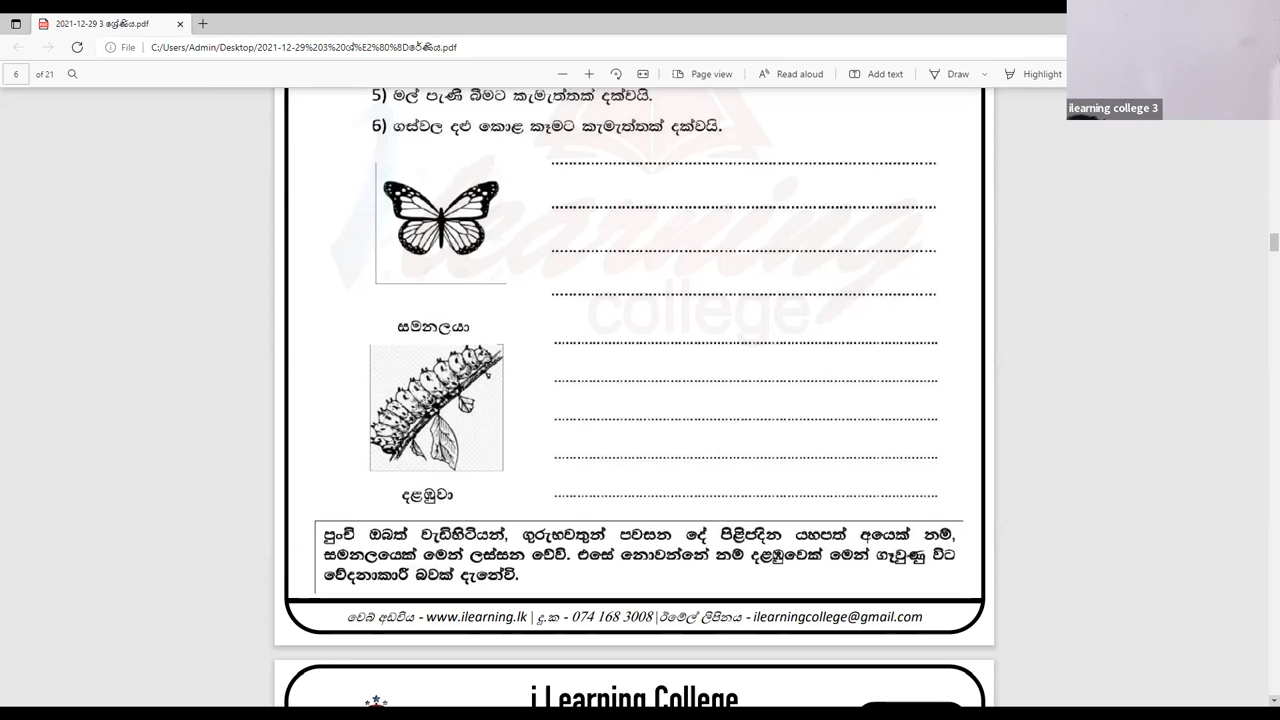 2021-12-29 3 ශ්‍රේණිය.pdf
File C:/Users/Admin/Desktop/2021-12-29%203%20ශ්%E2%80%8Dරේණිය.pdf
6 of 21 Page view Read aloud Add text Draw Highlight
ilearning college 3
5) මල් පැණි බීමට කැමැත්තක් දක්වයි.
6) ගස්වල දළු කොළ කෑමට කැමැත්තක් දක්වයි.
learning
college
සමනලයා
දළඹුවා
පුංචි ඔබත් වැඩිහිටියන්, ගුරුභවතුන් පවසන දේ පිළිපදින යහපත් අයෙක් නම්,
සමනලයෙක් මෙන් ලස්සන වේවි. එසේ නොවන්නේ නම් දළඹුවෙක් මෙන් ගෑවුණු විට
වේදනාකාරී බවක් දැනේවි.
වෙබ් අඩවිය - www.ilearning.lk | දු.ක - 074 168 3008|ඊමේල් ලිපිනය - ilearningcollege@gmail.com
i Learning College